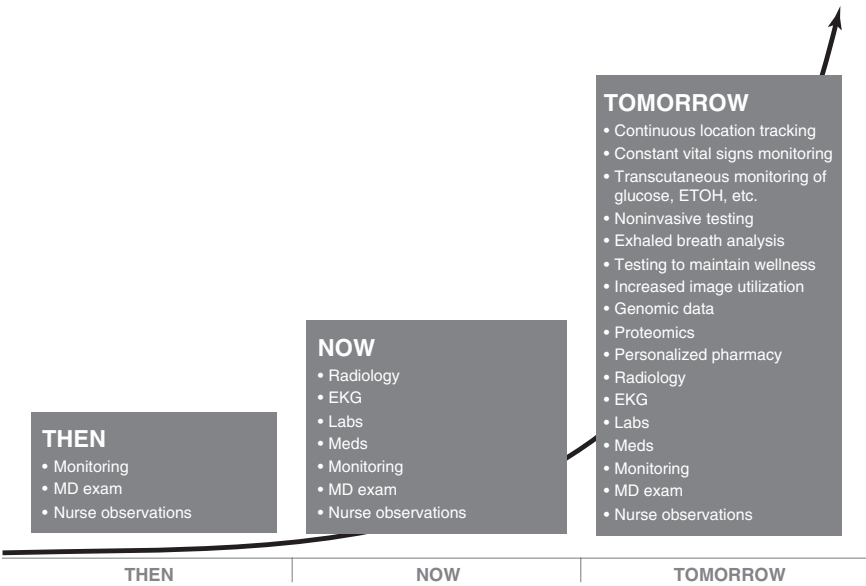 THEN
• Monitoring
• MD exam
• Nurse observations
NOW
• Radiology
• EKG
• Labs
• Meds
• Monitoring
• MD exam
• Nurse observations
TOMORROW
• Continuous location tracking
• Constant vital signs monitoring
• Transcutaneous monitoring of
glucose, ETOH, etc.
• Noninvasive testing
• Exhaled breath analysis
• Testing to maintain wellness
• Increased image utilization
• Genomic data
• Proteomics
• Personalized pharmacy
• Radiology
• EKG
• Labs
• Meds
• Monitoring
• MD exam
• Nurse observations
THEN
NOW
TOMORROW